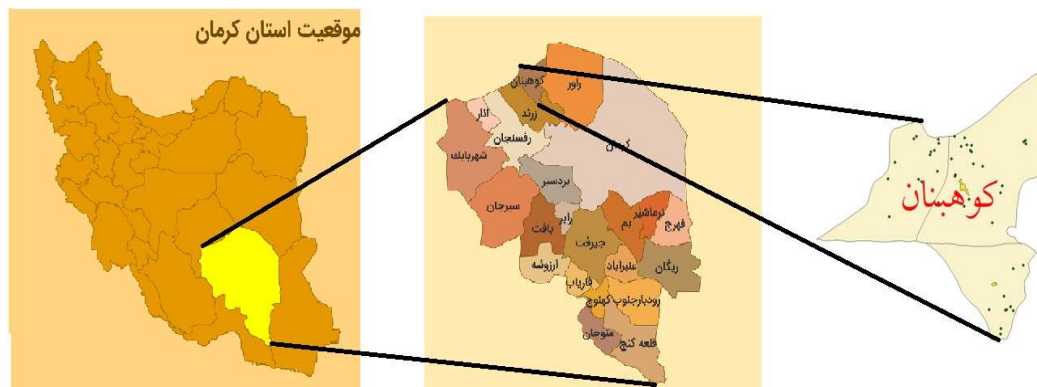 موقعیت استان کرمان
کوهبنان
راور
زرند
انار
رفسنجان
کرمان
شهربابک
بردسیر
سیرجان
رابر
بافت
نرماشیر
بم
فهرج
جیرفت
ارزوئیه
عنبرآباد
ریگان
فاریاب
رودبارجنوب
کهنوج
منوجان
قلعه گنج
کوهبنان